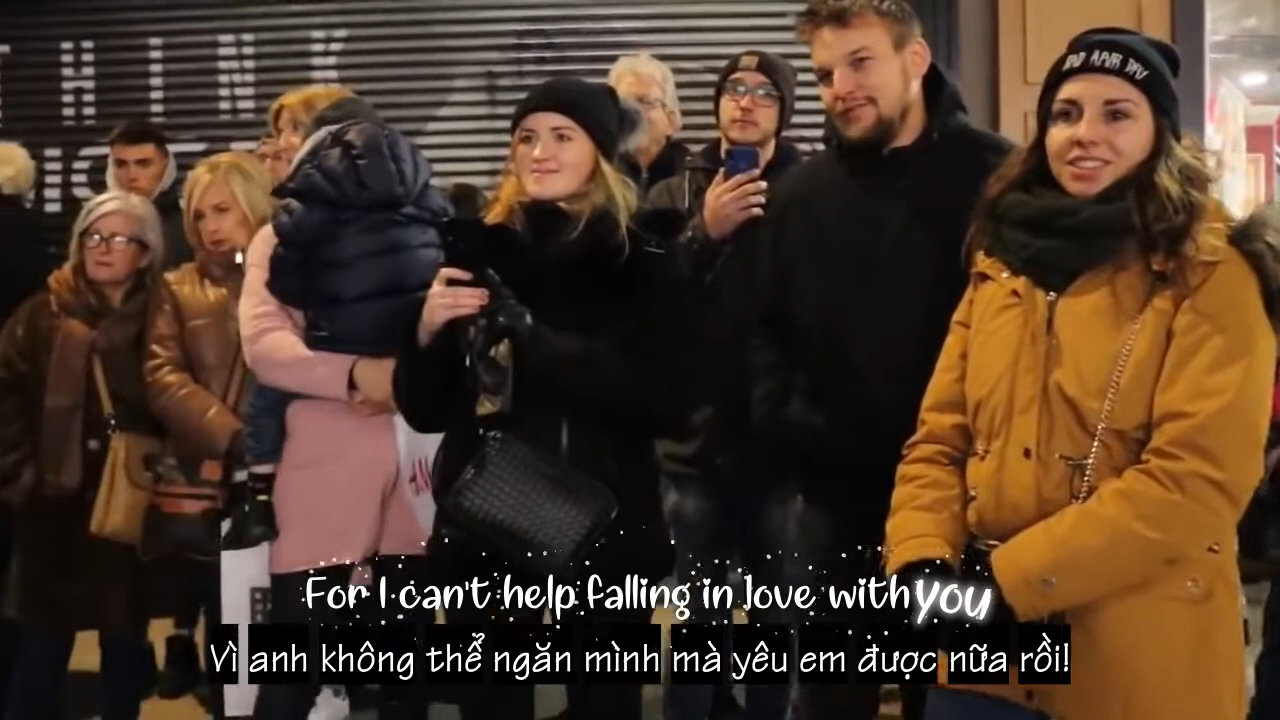 THINK
For I can't help falling in love with you
Vì anh không thể ngăn mình mà yêu em được nữa rồi!